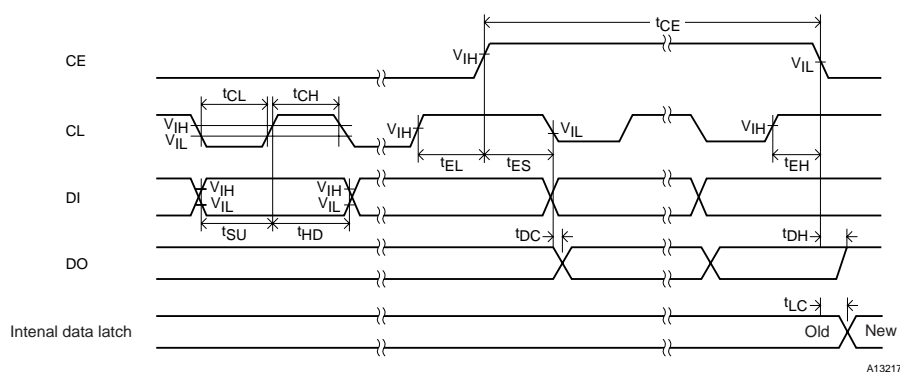 tCE
CE
VIH
VIL
tCL
tCH
CL
VIH
VIL
VIH
VIL
VIH
tEL
tES
tEH
DI
VIH
VIL
VIH
VIL
tSU
tHD
tDC
tDH
DO
tLC
Intenal data latch
Old
New
A13217